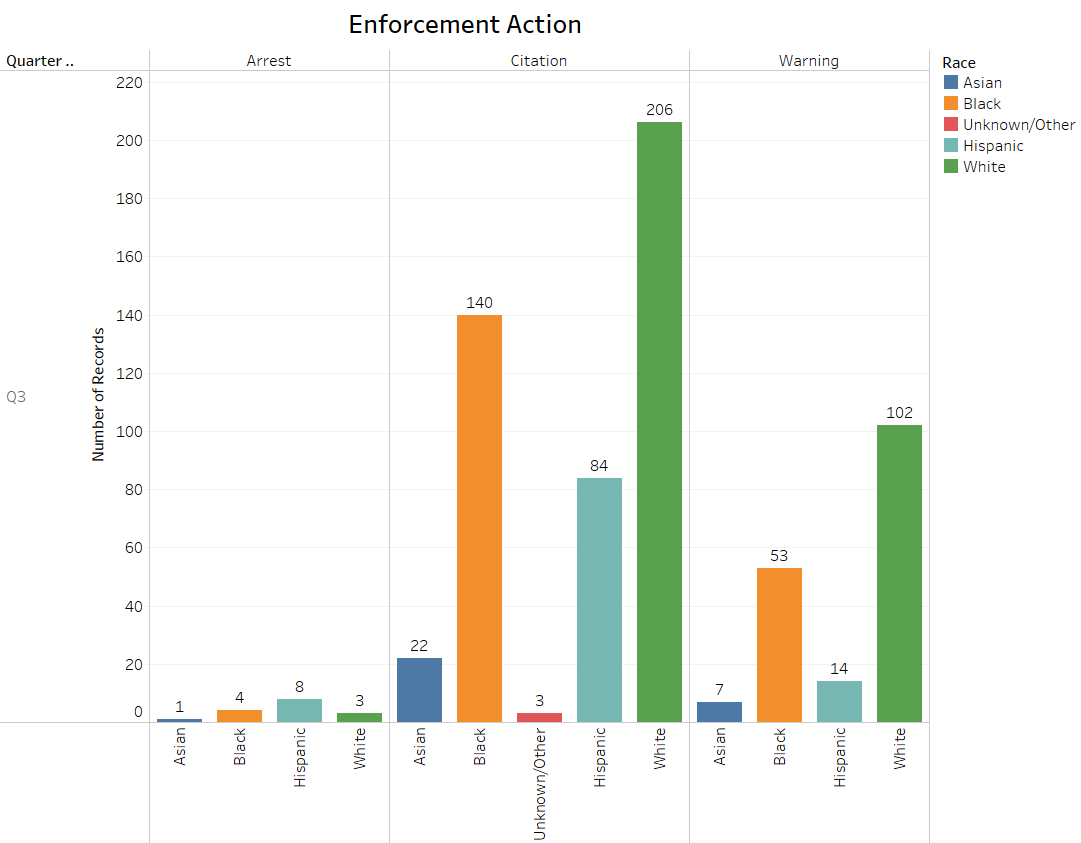 Enforcement Action
Quarter ..
Arrest
Citation
Warning
Race
Asian
Black
Unknown/Other
Hispanic
White
Q3
Number of Records
220
200
180
160
140
120
100
80
60
40
20
0
1
4
8
3
22
140
3
84
206
7
53
14
102
Asian
Black
Hispanic
White
Asian
Black
Unknown/Other
Hispanic
White
Asian
Black
Hispanic
White